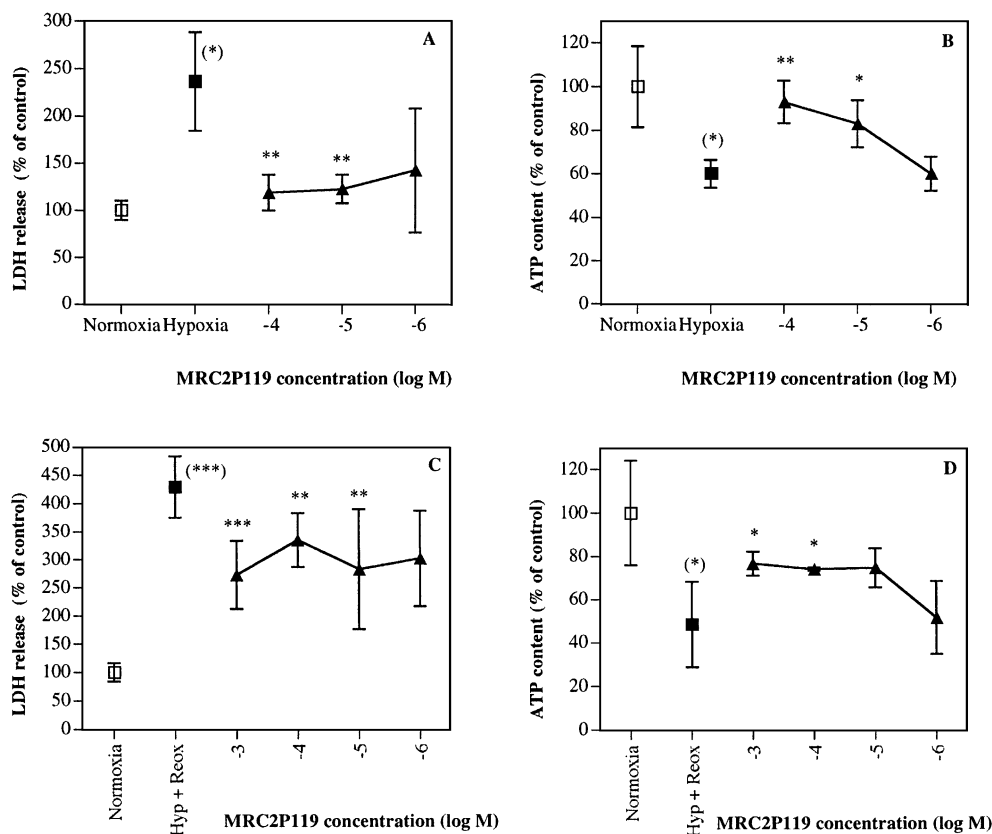 A
LDH release (% of control)
300
250
200
150
100
50
0
(*)
**
**
Normoxia Hypoxia -4 -5 -6
MRC2P119 concentration (log M)
B
ATP content (% of control)
120
100
80
60
40
20
0
(*)
**
*
Normoxia Hypoxia -4 -5 -6
MRC2P119 concentration (log M)
C
LDH release (% of control)
500
450
400
350
300
250
200
150
100
50
0
(***)
***
**
**
Normoxia
Hyp + Reox
-3
-4
-5
-6
MRC2P119 concentration (log M)
D
ATP content (% of control)
120
100
80
60
40
20
0
(*)
*
*
Normoxia
Hyp + Reox
-3
-4
-5
-6
MRC2P119 concentration (log M)